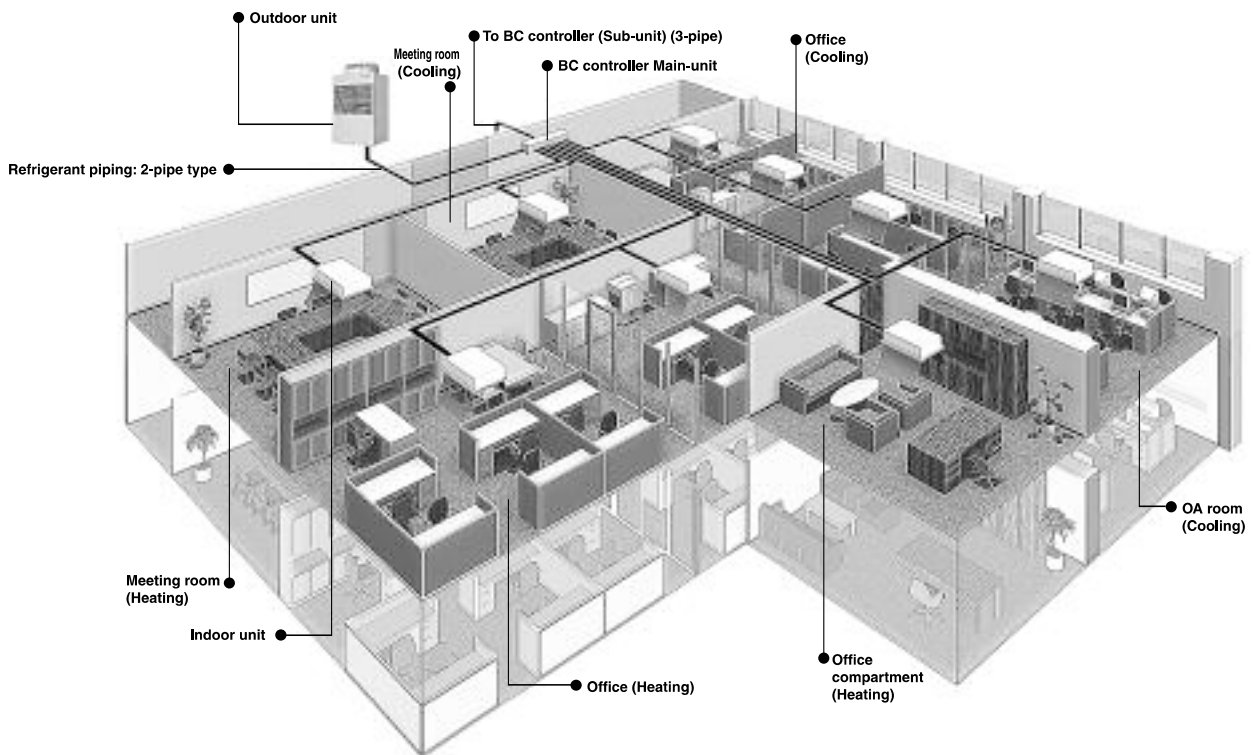 Outdoor unit
To BC controller (Sub-unit) (3-pipe)
Office
(Cooling)
Meeting room
(Cooling)
BC controller Main-unit
Refrigerant piping: 2-pipe type
OA room
(Cooling)
Meeting room
(Heating)
Indoor unit
Office
compartment
(Heating)
Office (Heating)